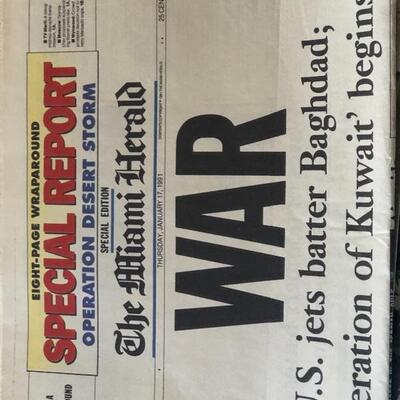 EIGHT-PAGE WRAPAROUND
SPECIAL REPORT
OPERATION DESERT STORM
SPECIAL EDITION
The Miami Herald
THURSDAY, JANUARY 17, 1991
25 CEN
WAR
U.S. jets batter Baghdad;
eration of Kuwait' begins